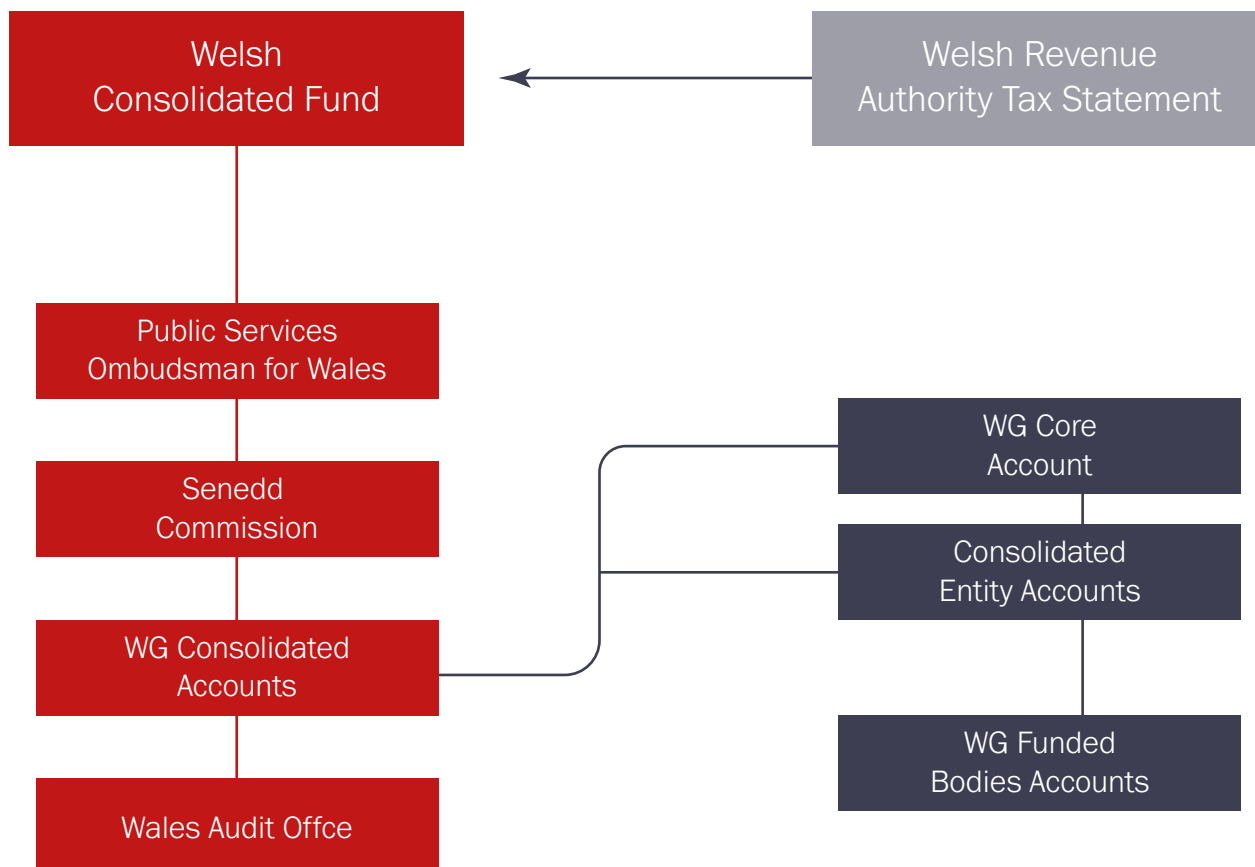 Welsh
Consolidated Fund
Welsh Revenue
Authority Tax Statement
Public Services
Ombudsman for Wales
Senedd
Commission
WG Consolidated
Accounts
Wales Audit Offce
WG Core
Account
Consolidated
Entity Accounts
WG Funded
Bodies Accounts